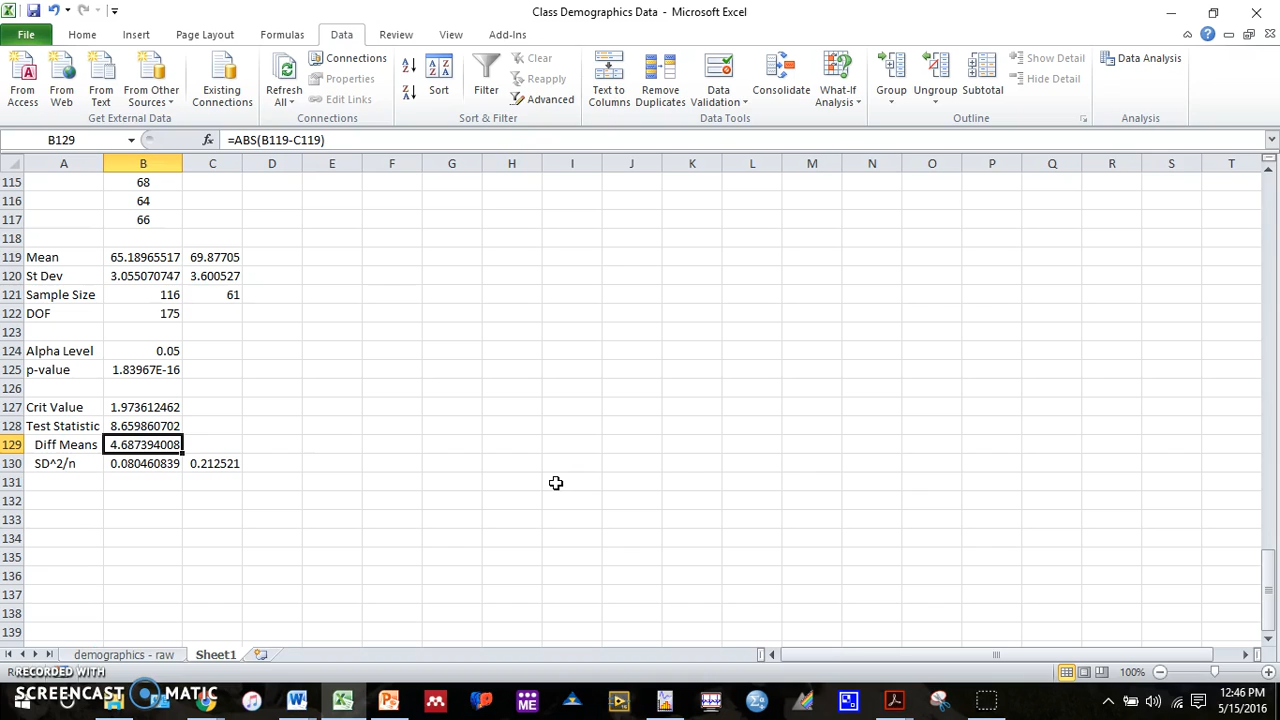 Class Demographics Data - Microsoft Excel
File Home Insert Page Layout Formulas Data Review View Add-Ins
From Access
From Web
From Text
From Other Sources
Existing Connections
Get External Data
Refresh All
Connections
Properties
Edit Links
Connections
Sort
Filter
Clear
Reapply
Advanced
Sort & Filter
Text to Columns
Remove Duplicates
Data Validation
Consolidate
What-If Analysis
Data Tools
Group
Ungroup
Subtotal
Show Detail
Hide Detail
Outline
Data Analysis
Analysis
B129 fx =ABS(B119-C119)
A B C D E F G H I J K L M N O P Q R S T
115 68
116 64
117 66
118
119 Mean 65.18965517 69.87705
120 St Dev 3.055070747 3.600527
121 Sample Size 116 61
122 DOF 175
123
124 Alpha Level 0.05
125 p-value 1.83967E-16
126
127 Crit Value 1.973612462
128 Test Statistic 8.659860702
129 Diff Means 4.687394008
130 SD^2/n 0.080460839 0.212521
131
132
133
134
135
136
137
138
139
demographics - raw Sheet1
100%
RECORDED WITH
SCREENCAST MATIC
ME
12:46 PM
5/15/2016